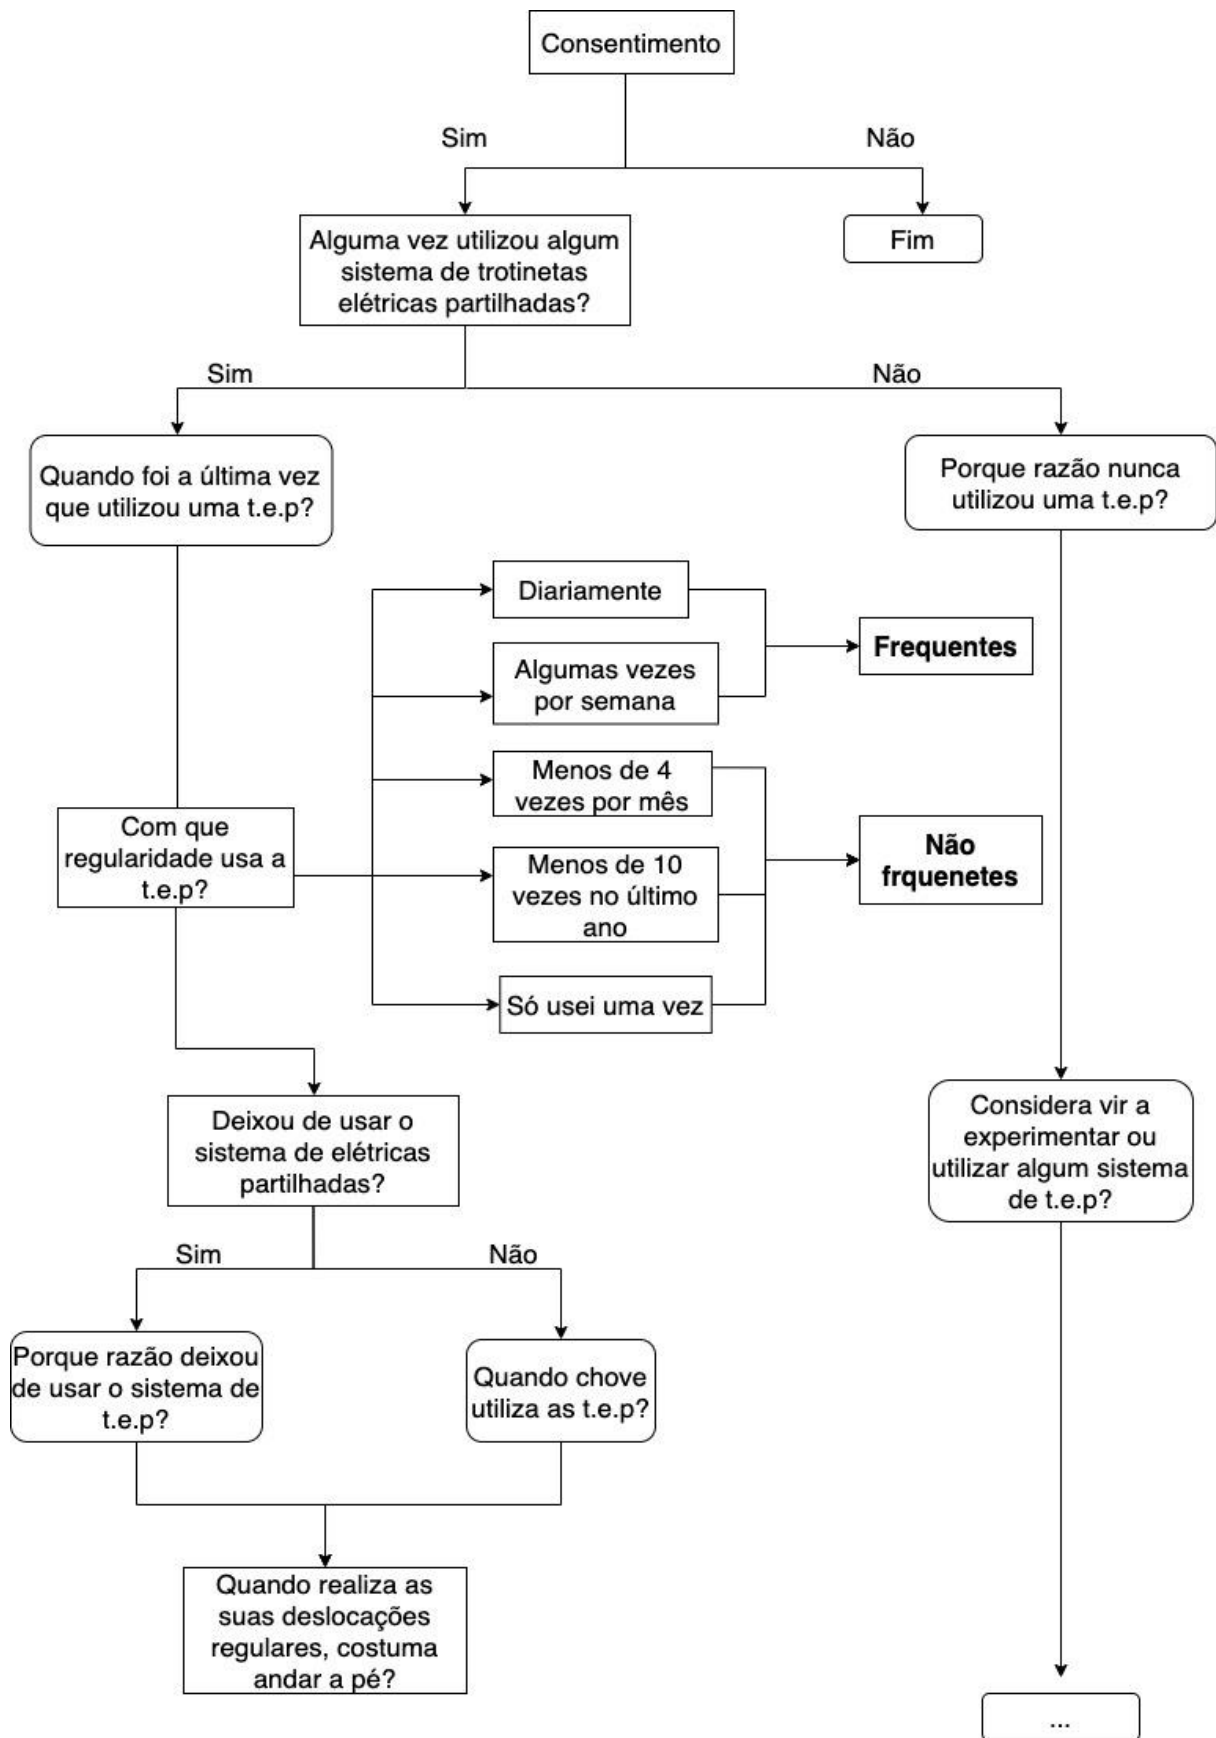 Consentimento
Sim
Não
Alguma vez utilizou algum
sistema de trotinetas
elétricas partilhadas?
Fim
Sim
Não
Quando foi a última vez
que utilizou uma t.e.p?
Porque razão nunca
utilizou uma t.e.p?
Diariamente
Frequentes
Algumas vezes
por semana
Menos de 4
vezes por mês
Com que
regularidade usa a
t.e.p?
Não
frquenetes
Menos de 10
vezes no último
ano
Só usei uma vez
Deixou de usar o
sistema de elétricas
partilhadas?
Considera vir a
experimentar ou
utilizar algum sistema
de t.e.p?
Sim
Não
Porque razão deixou
de usar o sistema de
t.e.p?
Quando chove
utiliza as t.e.p?
Quando realiza as
suas deslocações
regulares, costuma
andar a pé?
...